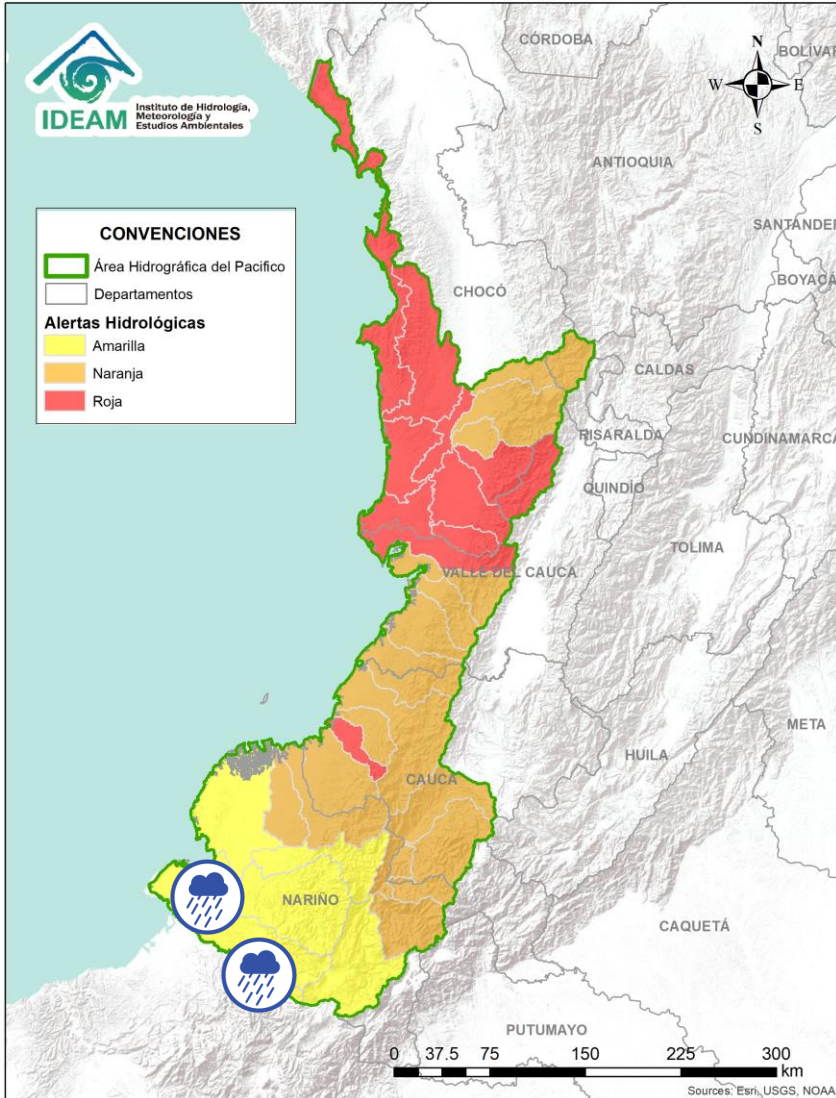 IDEAM
Instituto de Hidrología,
Meteorología y
Estudios Ambientales
N
W
E
S
CÓRDOBA
BOLÍVAR
ANTIOQUIA
SANTANDER
BOYACÁ
CHOCÓ
CALDAS
RISARALDA
CUNDINAMARCA
QUINDÍO
TOLIMA
VALLE DEL CAUCA
META
HUILA
CAUCA
NARIÑO
CAQUETÁ
PUTUMAYO
CONVENCIONES
Área Hidrográfica del Pacifico
Departamentos
Alertas Hidrológicas
Amarilla
Naranja
Roja
0 37.5 75 150 225 300
km
Sources: Esri, USGS, NOAA